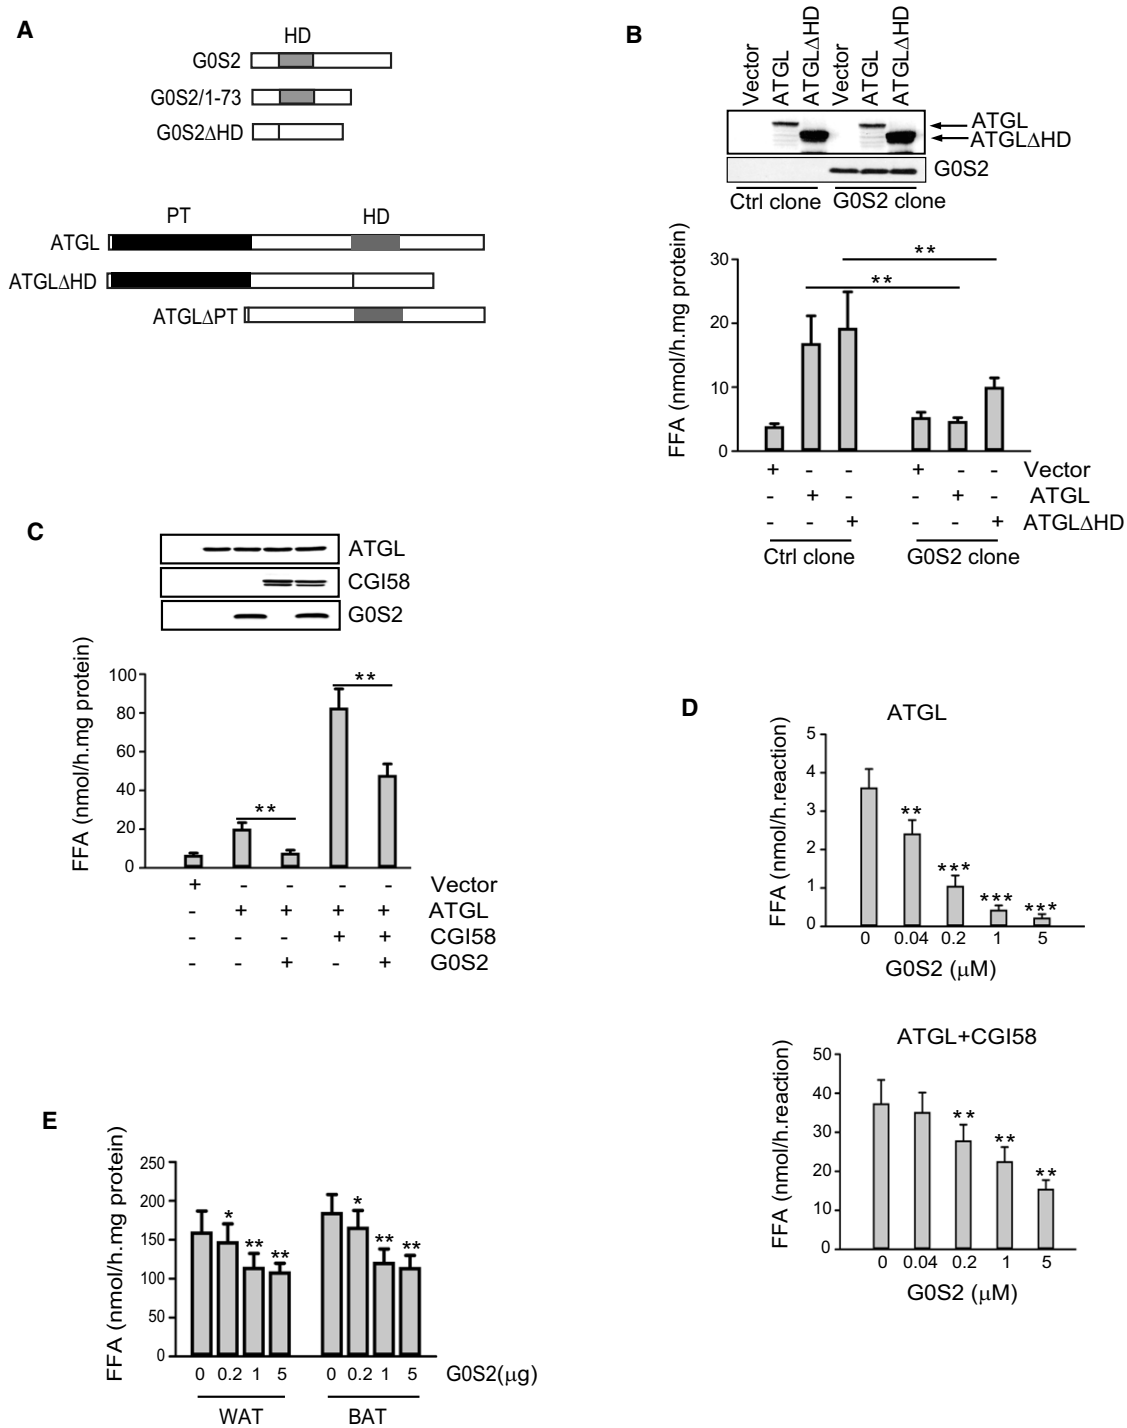 A
HD
G0S2
G0S2/1-73
G0S2ΔHD
PT
HD
ATGL
ATGLΔHD
ATGLΔPT
B
Vector
ATGL
ATGLΔHD
Vector
ATGL
ATGLΔHD
ATGL
ATGLΔHD
G0S2
Ctrl clone G0S2 clone
FFA (nmol/h.mg protein)
30
20
10
0
**
**
+ - - + - - Vector
- + - - + - ATGL
- - + - - + ATGLΔHD
Ctrl clone G0S2 clone
C
ATGL
CGI58
G0S2
FFA (nmol/h.mg protein)
100
80
60
40
20
0
**
**
+ - - - - Vector
- + + + + ATGL
- - - + + CGI58
- - + - + G0S2
D
ATGL
FFA (nmol/h.reaction)
5
4
3
2
1
0
** *** *** ***
0 0.04 0.2 1 5
G0S2 (μM)
ATGL+CGI58
FFA (nmol/h.reaction)
50
40
30
20
10
0
** ** **
0 0.04 0.2 1 5
G0S2 (μM)
E
FFA (nmol/h.mg protein)
250
200
150
100
50
0
* ** ** * ** **
0 0.2 1 5 0 0.2 1 5 G0S2(μg)
WAT BAT